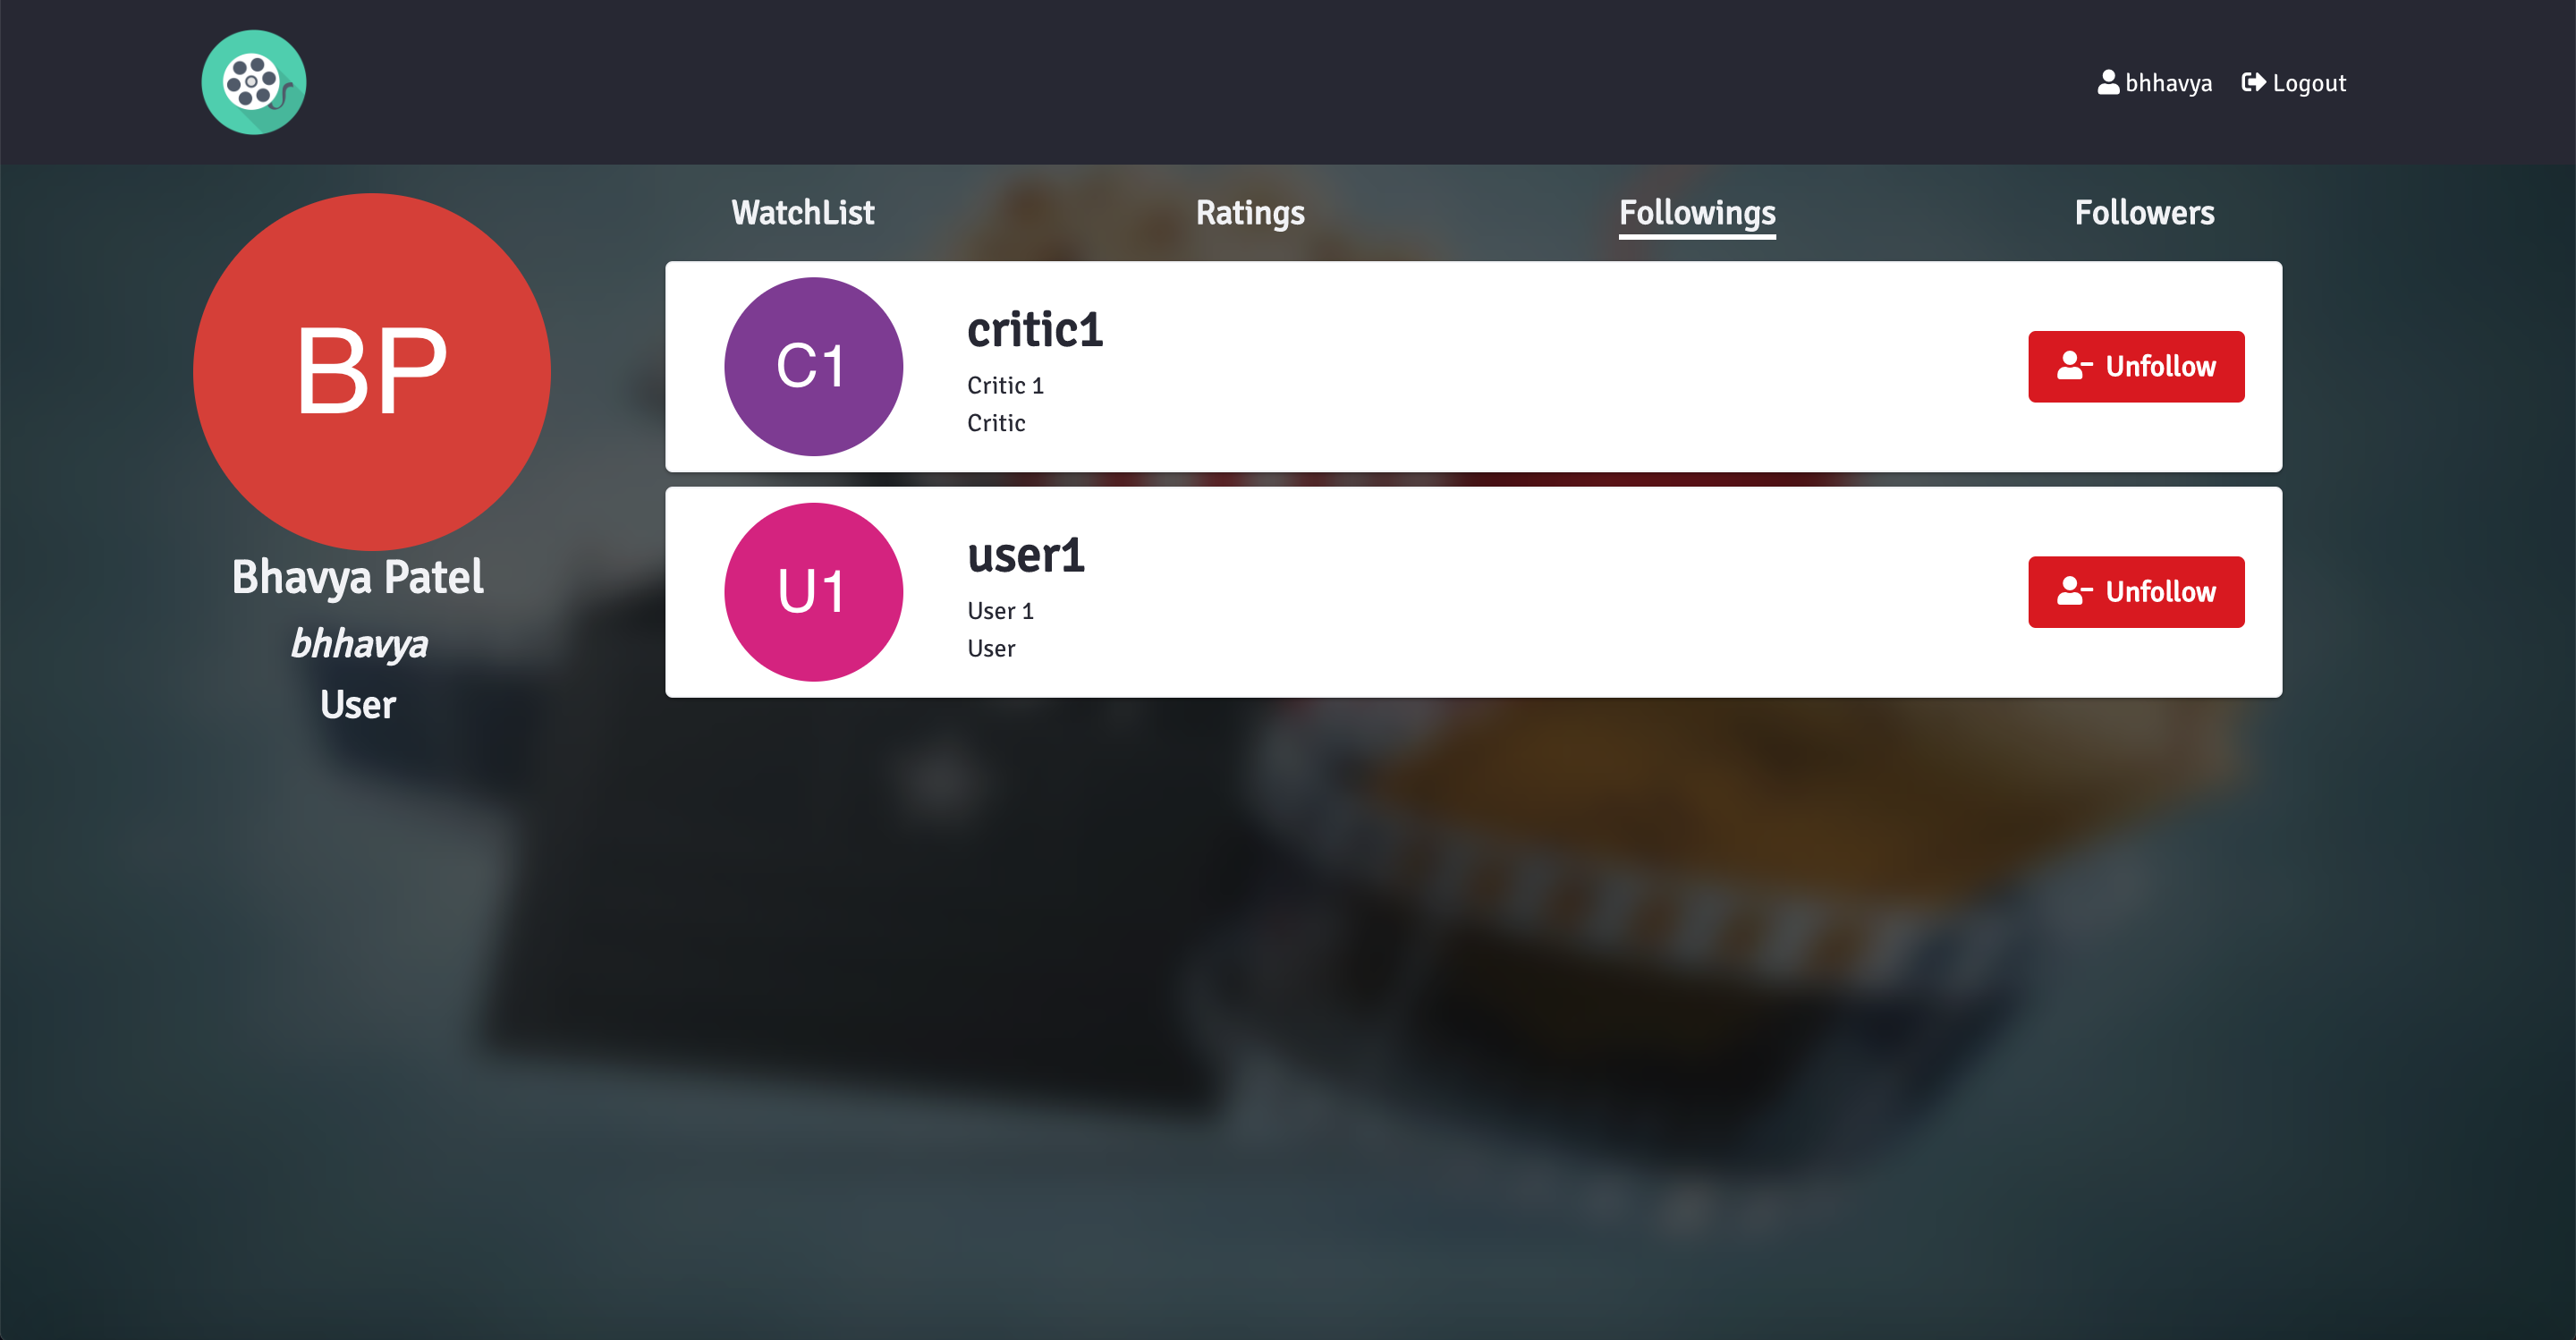 bhhavya Logout
WatchList Ratings Followings Followers
BP
Bhavya Patel
bhhavya
User
C1
critic1
Critic 1
Critic
Unfollow
U1
user1
User 1
User
Unfollow